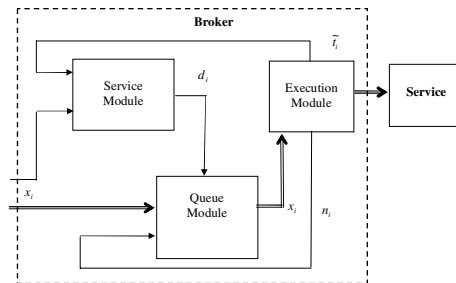 Broker
t̃ᵢ
dᵢ
Service
Module
Execution
Module
Service
xᵢ
Queue
Module
xᵢ
nᵢ